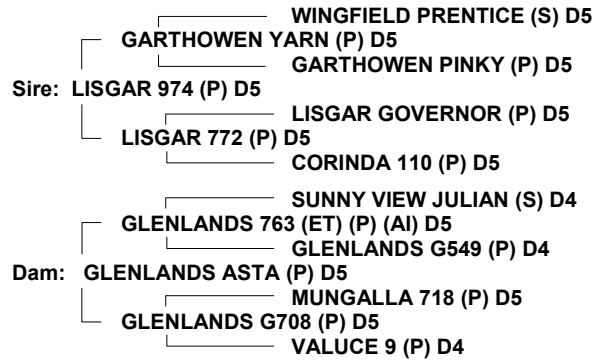 WINGFIELD PRENTICE (S) D5
GARTHOWEN YARN (P) D5
GARTHOWEN PINKY (P) D5
Sire: LISGAR 974 (P) D5
LISGAR GOVERNOR (P) D5
LISGAR 772 (P) D5
CORINDA 110 (P) D5
SUNNY VIEW JULIAN (S) D4
GLENLANDS 763 (ET) (P) (AI) D5
GLENLANDS G549 (P) D4
Dam: GLENLANDS ASTA (P) D5
MUNGALLA 718 (P) D5
GLENLANDS G708 (P) D5
VALUCE 9 (P) D4